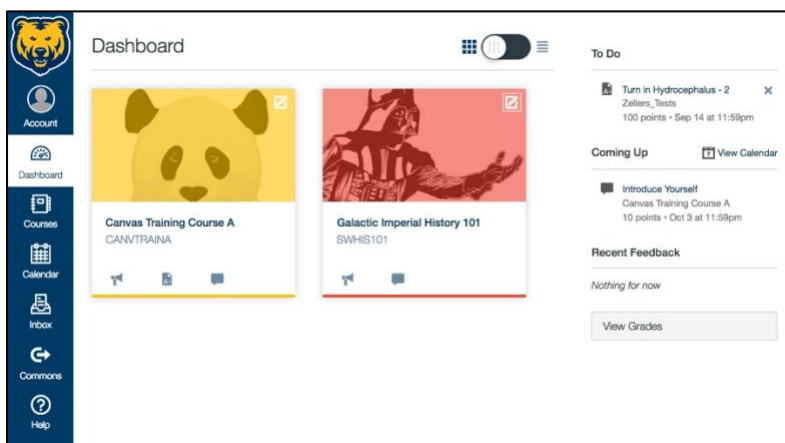 Account
Dashboard
Courses
Calendar
Inbox
Commons
Help
Dashboard
Canvas Training Course A
CANVTRAINA
Galactic Imperial History 101
SWHIS101
To Do
Turn in Hydrocephalus - 2
Zellers_Tests
100 points • Sep 14 at 11:59pm
Coming Up
7 View Calendar
Introduce Yourself
Canvas Training Course A
10 points • Oct 3 at 11:59pm
Recent Feedback
Nothing for now
View Grades